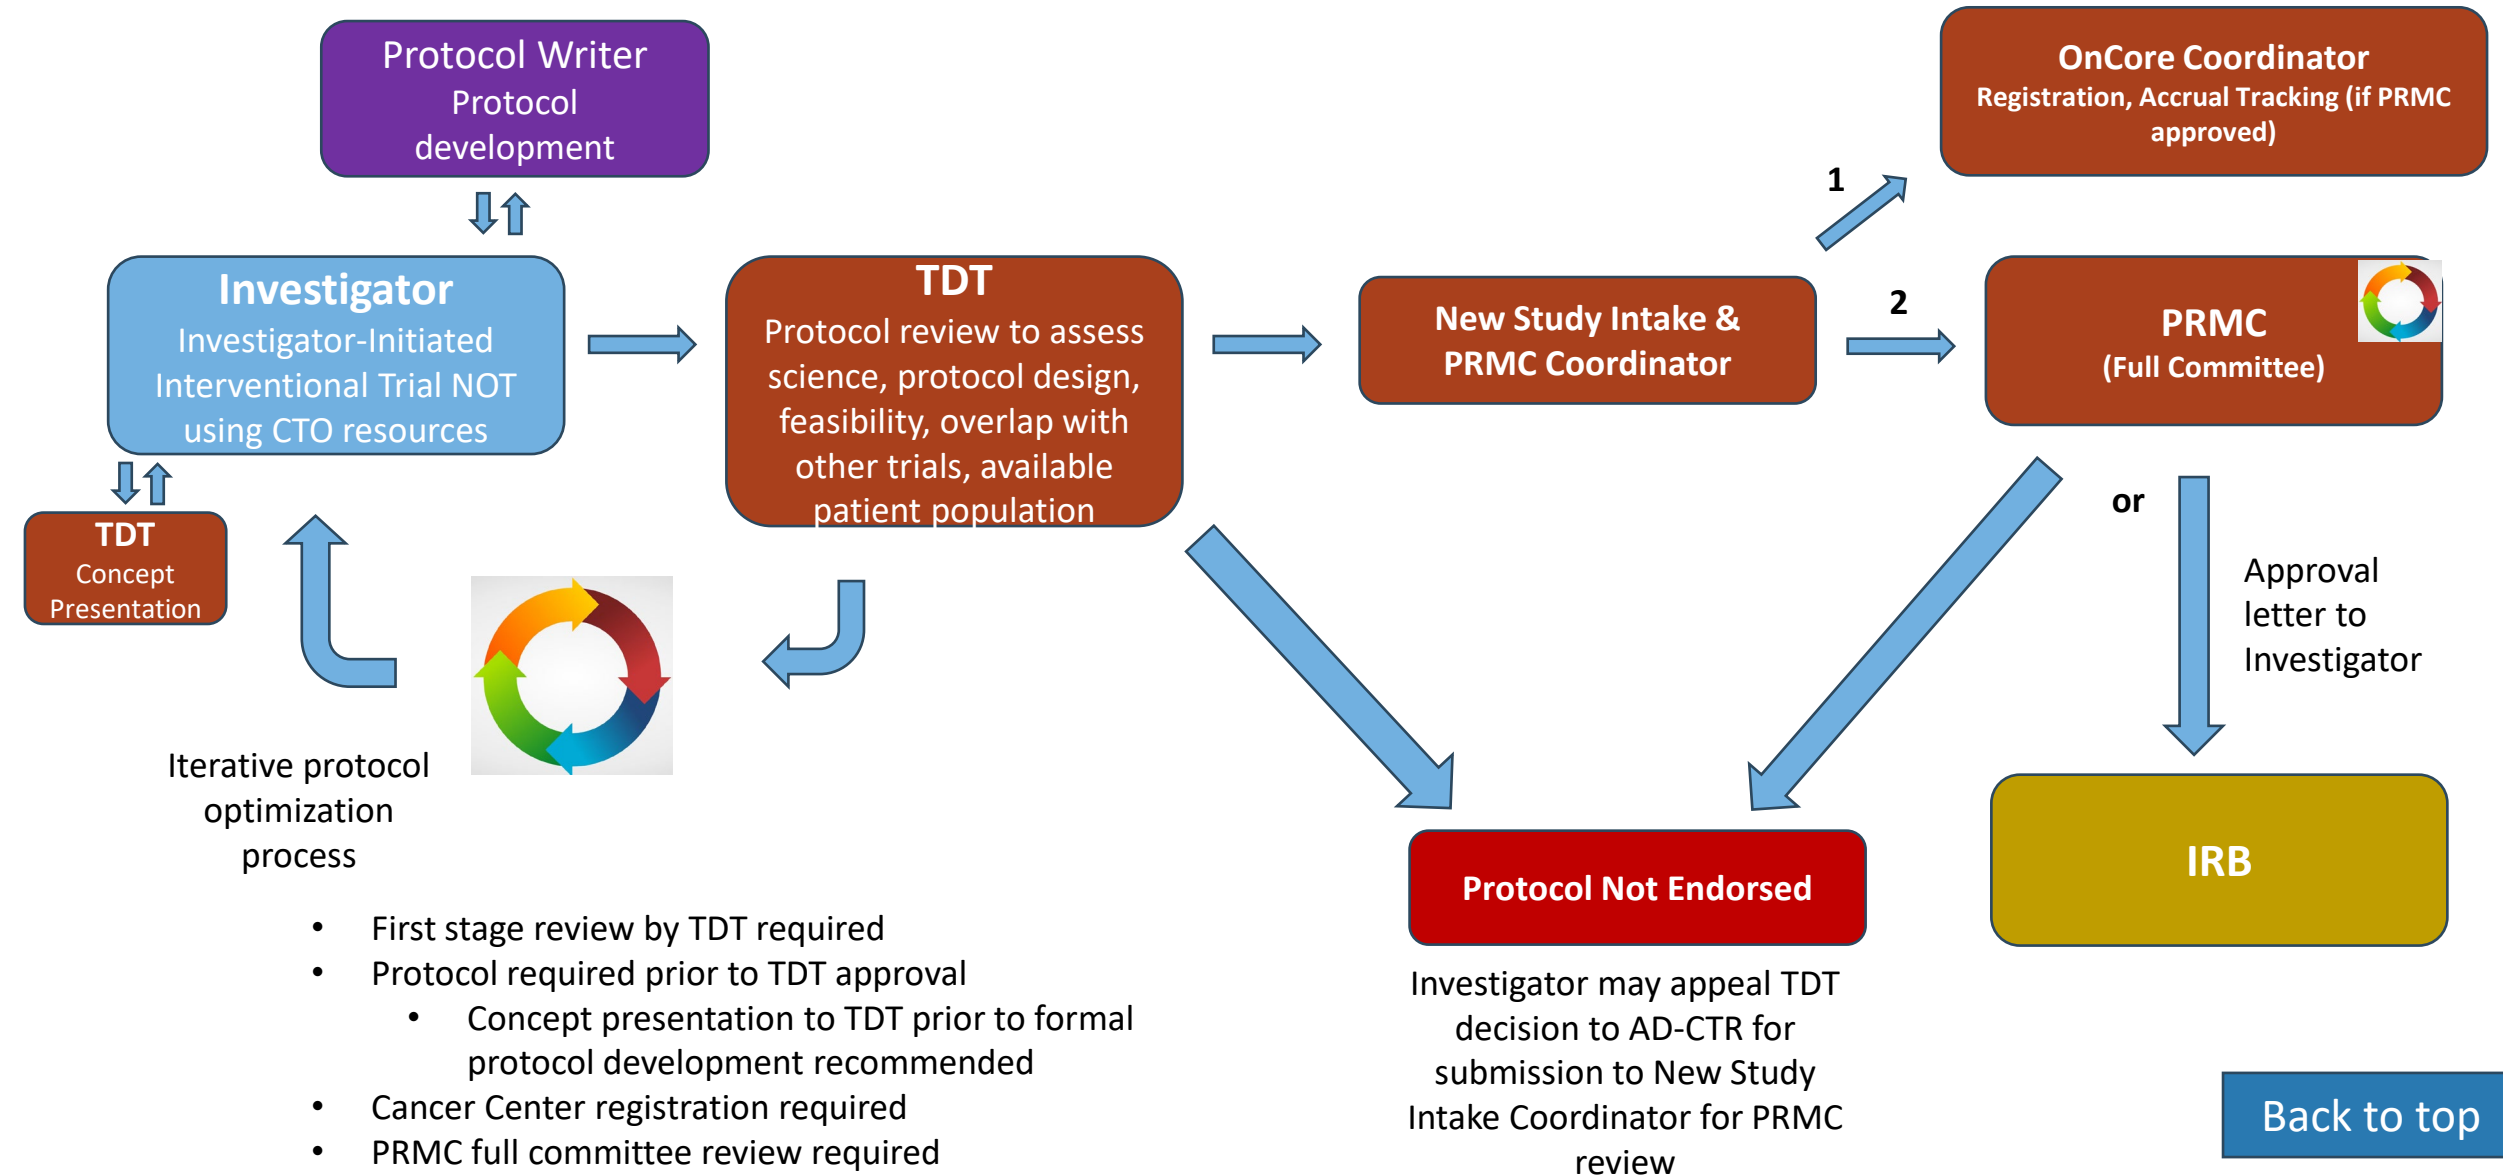 Protocol Writer
Protocol
development
OnCore Coordinator
Registration, Accrual Tracking (if PRMC
approved)
1
Investigator
Investigator-Initiated
Interventional Trial NOT
using CTO resources
TDT
Protocol review to assess
science, protocol design,
feasibility, overlap with
other trials, available
patient population
New Study Intake &
PRMC Coordinator
2
PRMC
(Full Committee)
TDT
Concept
Presentation
or
Approval
letter to
Investigator
Iterative protocol
optimization
process
Protocol Not Endorsed
IRB
• First stage review by TDT required
• Protocol required prior to TDT approval
• Concept presentation to TDT prior to formal
protocol development recommended
• Cancer Center registration required
• PRMC full committee review required
Investigator may appeal TDT
decision to AD-CTR for
submission to New Study
Intake Coordinator for PRMC
review
Back to top